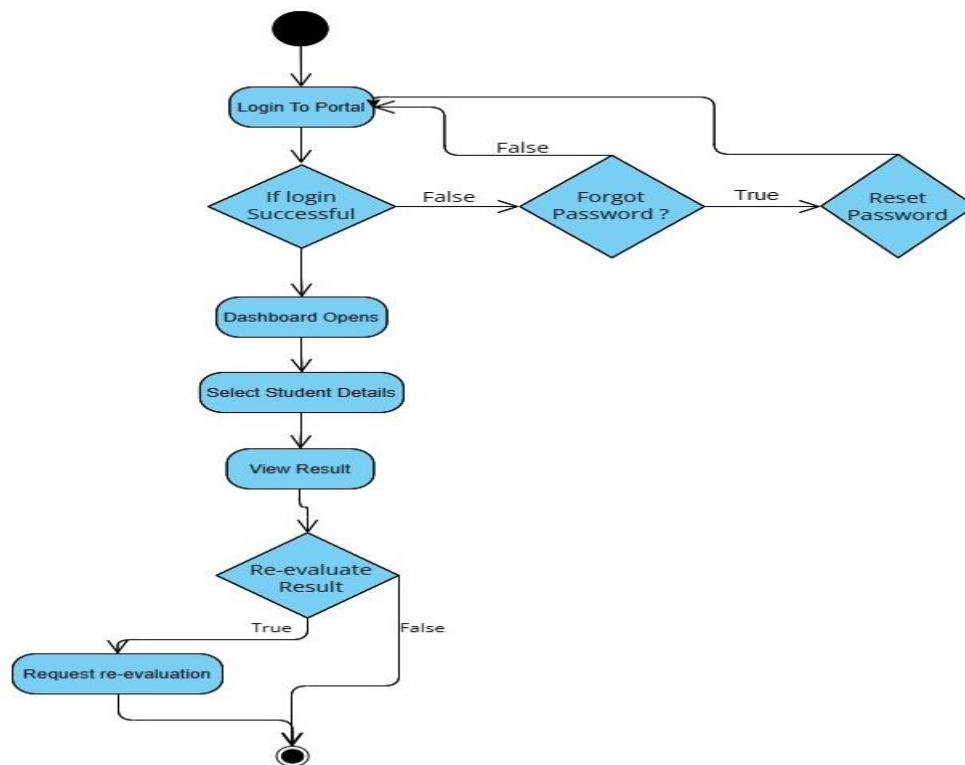 Login To Portal
False
If login
Successful
False
Forgot
Password ?
True
Reset
Password
Dashboard Opens
Select Student Details
View Result
Re-evaluate
Result
True
False
Request re-evaluation